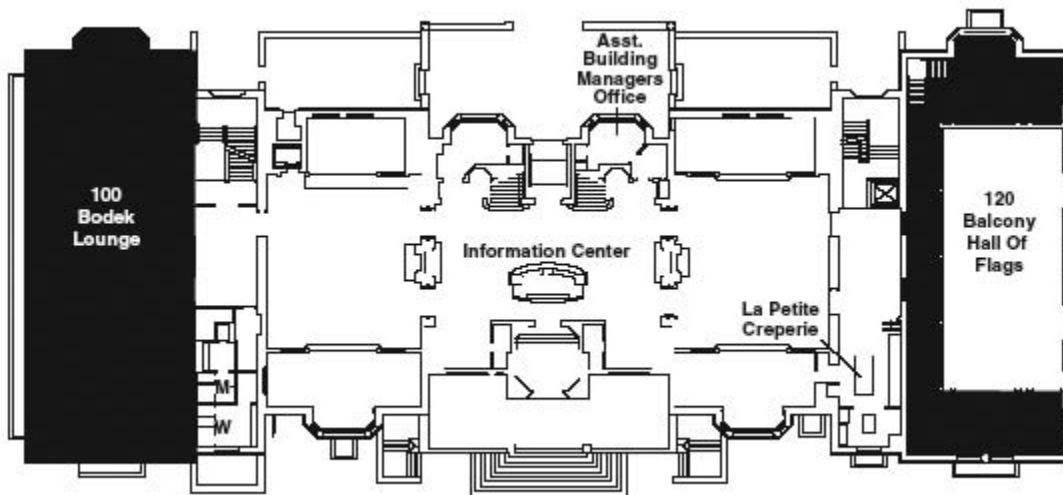 Asst.
Building
Managers
Office
100
Bodek
Lounge
120
Balcony
Hall Of
Flags
Information Center
La Petite
Creperie
M
W